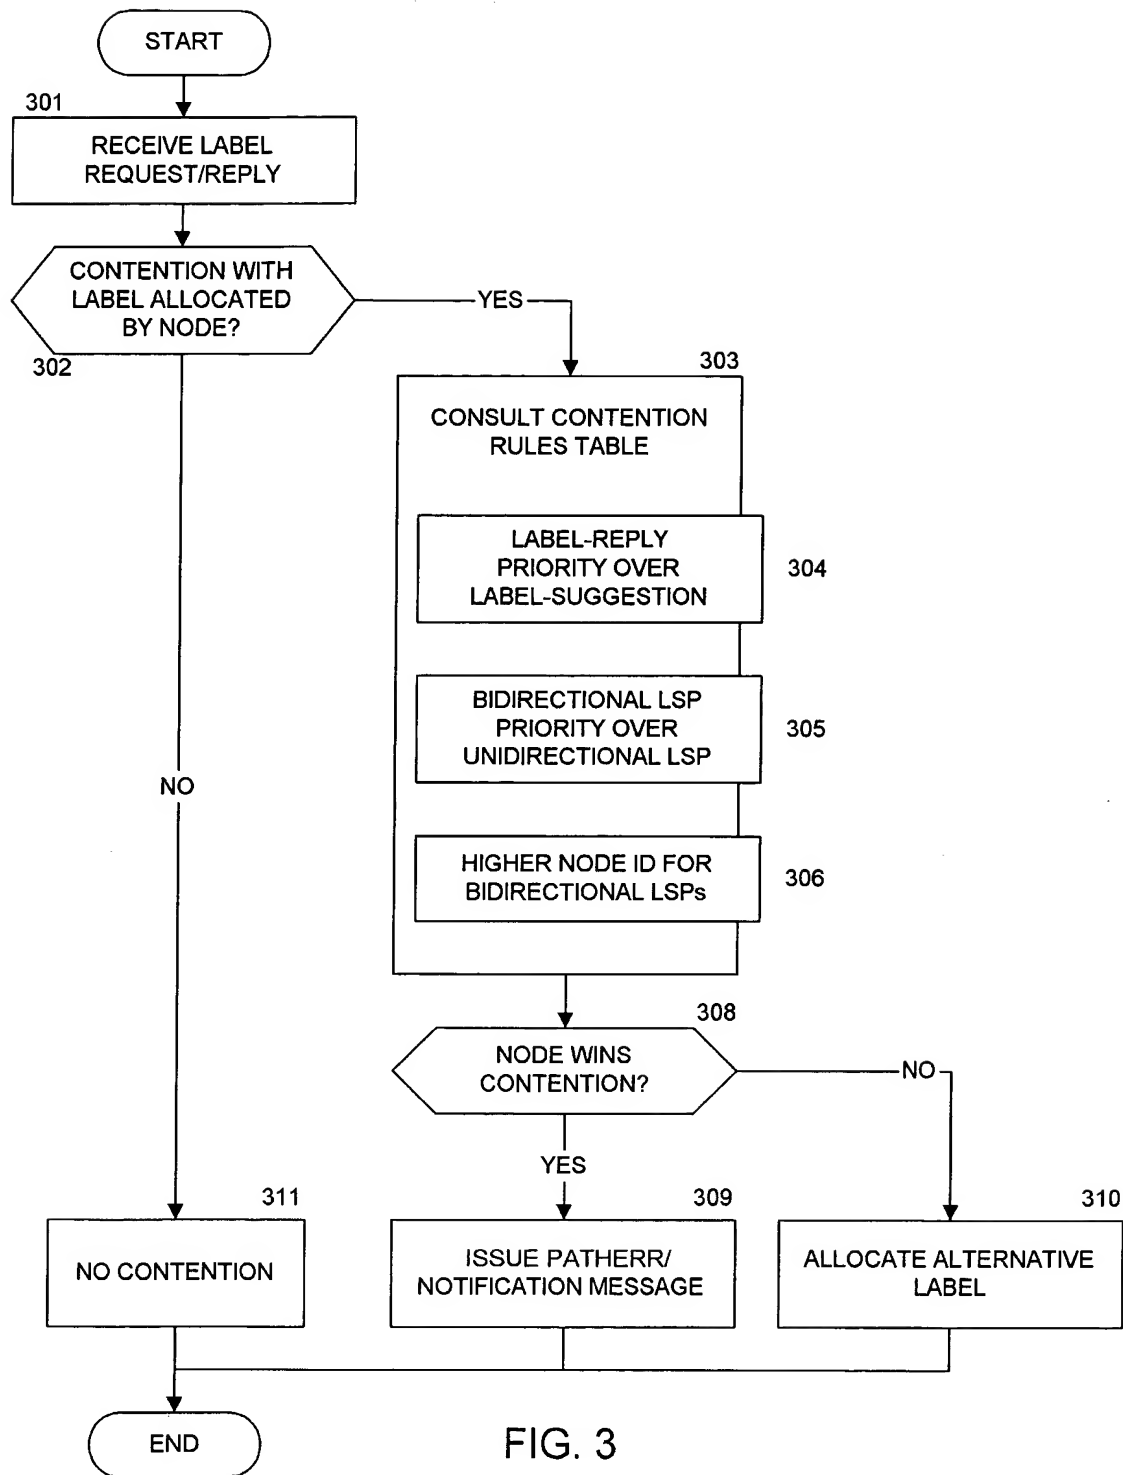 START
301
RECEIVE LABEL
REQUEST/REPLY
CONTENTION WITH
LABEL ALLOCATED
BY NODE?
302
YES
303
CONSULT CONTENTION
RULES TABLE
LABEL-REPLY
PRIORITY OVER
LABEL-SUGGESTION
304
BIDIRECTIONAL LSP
PRIORITY OVER
UNIDIRECTIONAL LSP
305
NO
HIGHER NODE ID FOR
BIDIRECTIONAL LSPs
306
308
NODE WINS
CONTENTION?
NO
YES
311
NO CONTENTION
309
ISSUE PATHERR/
NOTIFICATION MESSAGE
310
ALLOCATE ALTERNATIVE
LABEL
END
FIG. 3